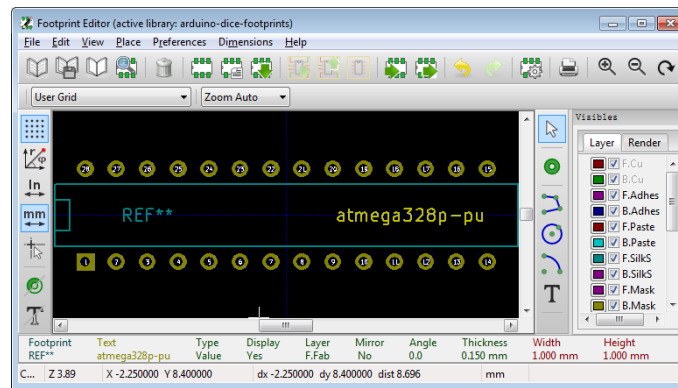 Footprint Editor (active library: arduino-dice-footprints)
File Edit View Place Preferences Dimensions Help
User Grid Zoom Auto
Visibles
Layer Render
28 27 26 25 24 23 22 21 20 19 18 17 16 15
REF** atmega328p-pu
1 2 3 4 5 6 7 8 9 10 11 12 13 14
In
mm
T
T
F.Cu
B.Cu
F.Adhes
B.Adhes
F.Paste
B.Paste
F.SilkS
B.SilkS
F.Mask
B.Mask
Footprint Text Type Display Layer Mirror Angle Thickness Width Height
REF** atmega328p-pu Value Yes F.Fab No 0.0 0.150 mm 1.000 mm 1.000 mm
C... Z 3.89 X -2.250000 Y 8.400000 dx -2.250000 dy 8.400000 dist 8.696 mm